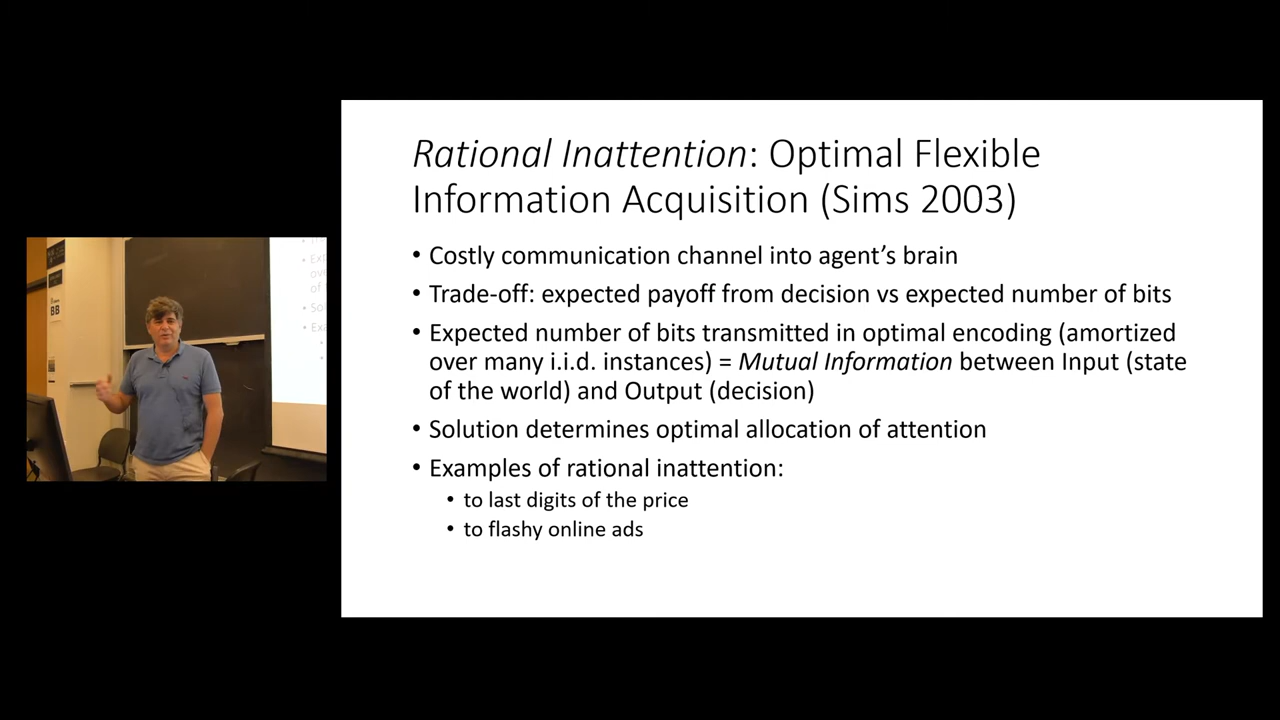 Rational Inattention: Optimal Flexible
Information Acquisition (Sims 2003)
• Costly communication channel into agent’s brain
• Trade-off: expected payoff from decision vs expected number of bits
• Expected number of bits transmitted in optimal encoding (amortized
over many i.i.d. instances) = Mutual Information between Input (state
of the world) and Output (decision)
• Solution determines optimal allocation of attention
• Examples of rational inattention:
• to last digits of the price
• to flashy online ads